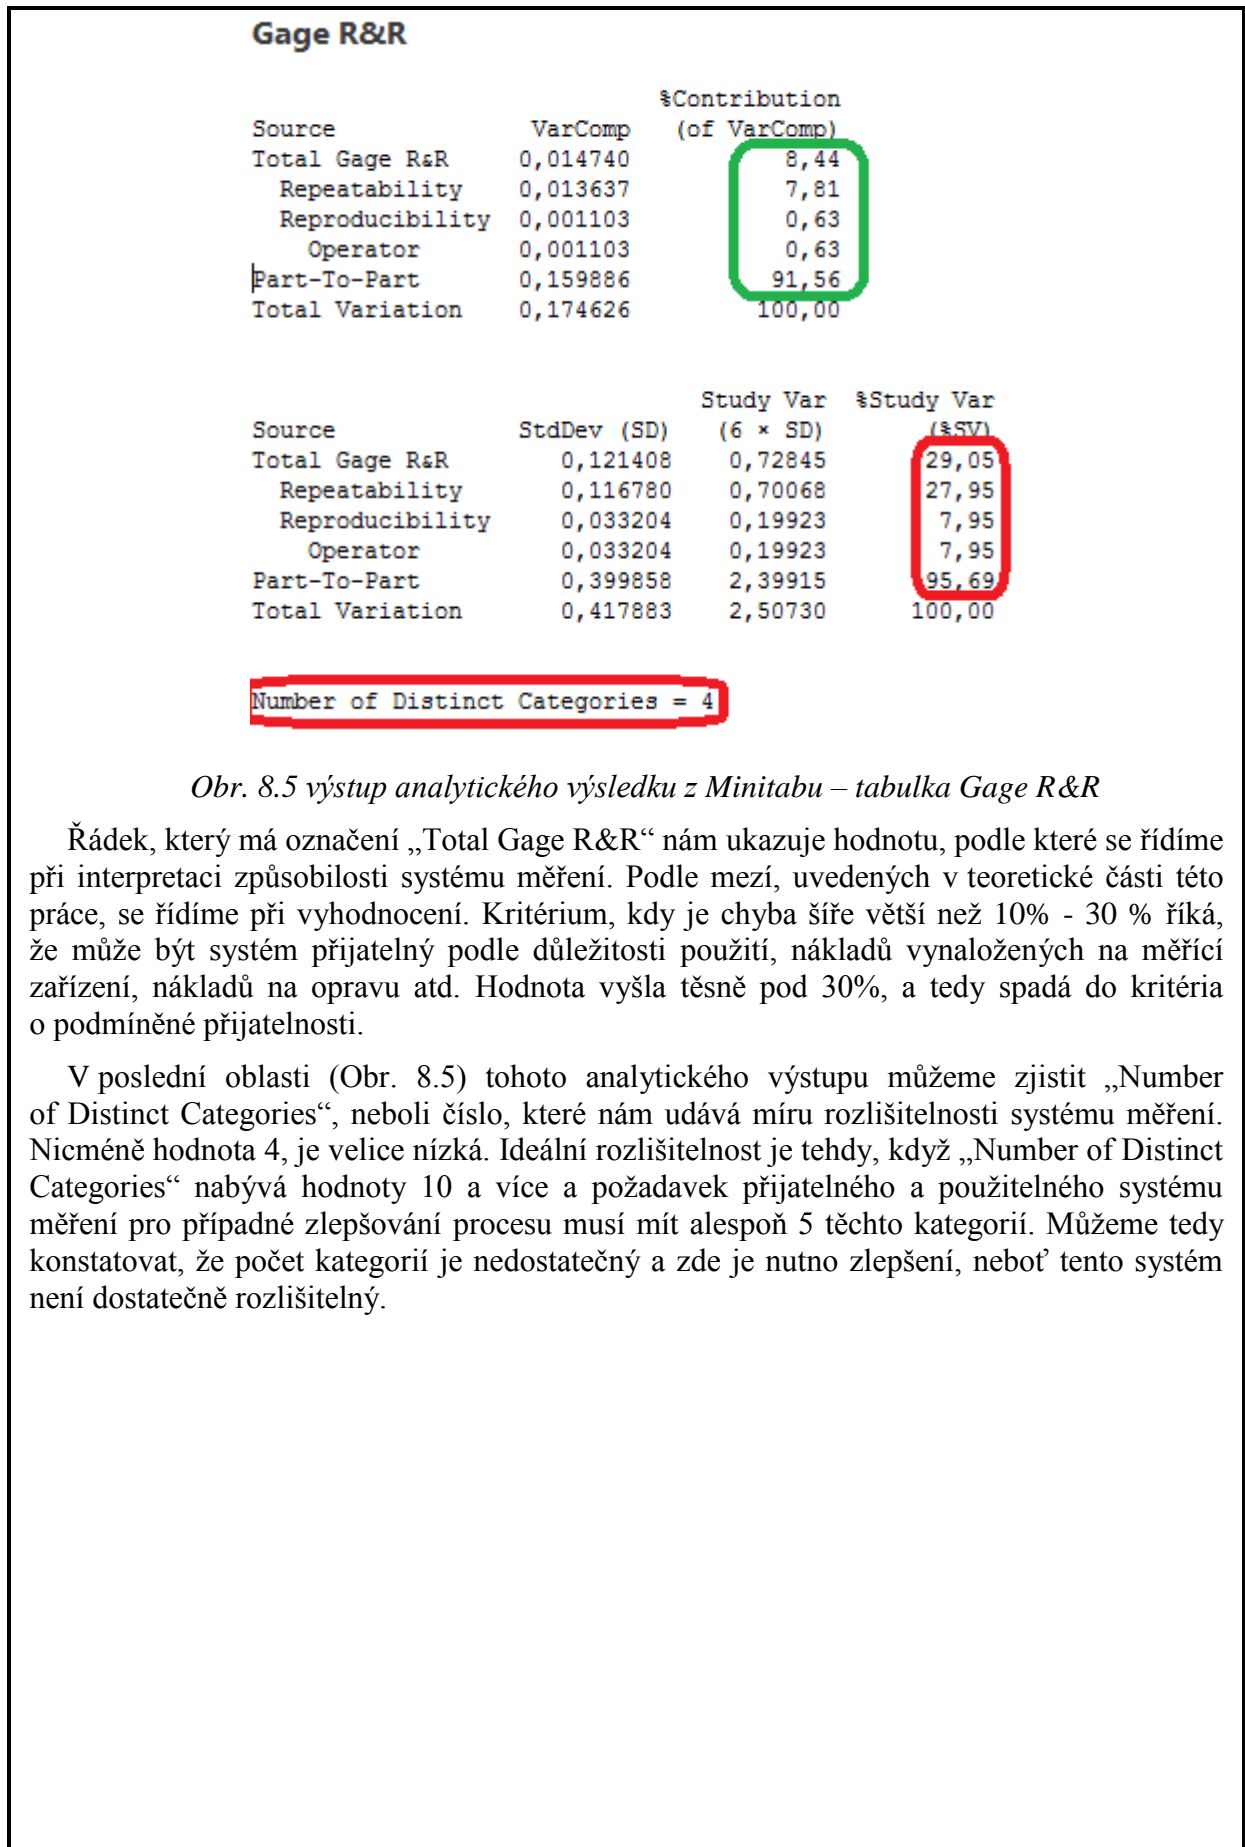 Gage R&R
%Contribution
Source VarComp (of VarComp)
Total Gage R&R 0,014740 8,44
Repeatability 0,013637 7,81
Reproducibility 0,001103 0,63
Operator 0,001103 0,63
Part-To-Part 0,159886 91,56
Total Variation 0,174626 100,00
Study Var %Study Var
Source StdDev (SD) (6 × SD) (%SV)
Total Gage R&R 0,121408 0,72845 29,05
Repeatability 0,116780 0,70068 27,95
Reproducibility 0,033204 0,19923 7,95
Operator 0,033204 0,19923 7,95
Part-To-Part 0,399858 2,39915 95,69
Total Variation 0,417883 2,50730 100,00
Number of Distinct Categories = 4
Obr. 8.5 výstup analytického výsledku z Minitabu – tabulka Gage R&R
Řádek, který má označení „Total Gage R&R“ nám ukazuje hodnotu, podle které se řídíme
při interpretaci způsobilosti systému měření. Podle mezí, uvedených v teoretické části této
práce, se řídíme při vyhodnocení. Kritérium, kdy je chyba šíře větší než 10% - 30 % říká,
že může být systém přijatelný podle důležitosti použití, nákladů vynaložených na měřící
zařízení, nákladů na opravu atd. Hodnota vyšla těsně pod 30%, a tedy spadá do kritéria
o podmíněné přijatelnosti.
V poslední oblasti (Obr. 8.5) tohoto analytického výstupu můžeme zjistit „Number
of Distinct Categories“, neboli číslo, které nám udává míru rozlišitelnosti systému měření.
Nicméně hodnota 4, je velice nízká. Ideální rozlišitelnost je tehdy, když „Number of Distinct
Categories“ nabývá hodnoty 10 a více a požadavek přijatelného a použitelného systému
měření pro případné zlepšování procesu musí mít alespoň 5 těchto kategorií. Můžeme tedy
konstatovat, že počet kategorií je nedostatečný a zde je nutno zlepšení, neboť tento systém
není dostatečně rozlišitelný.